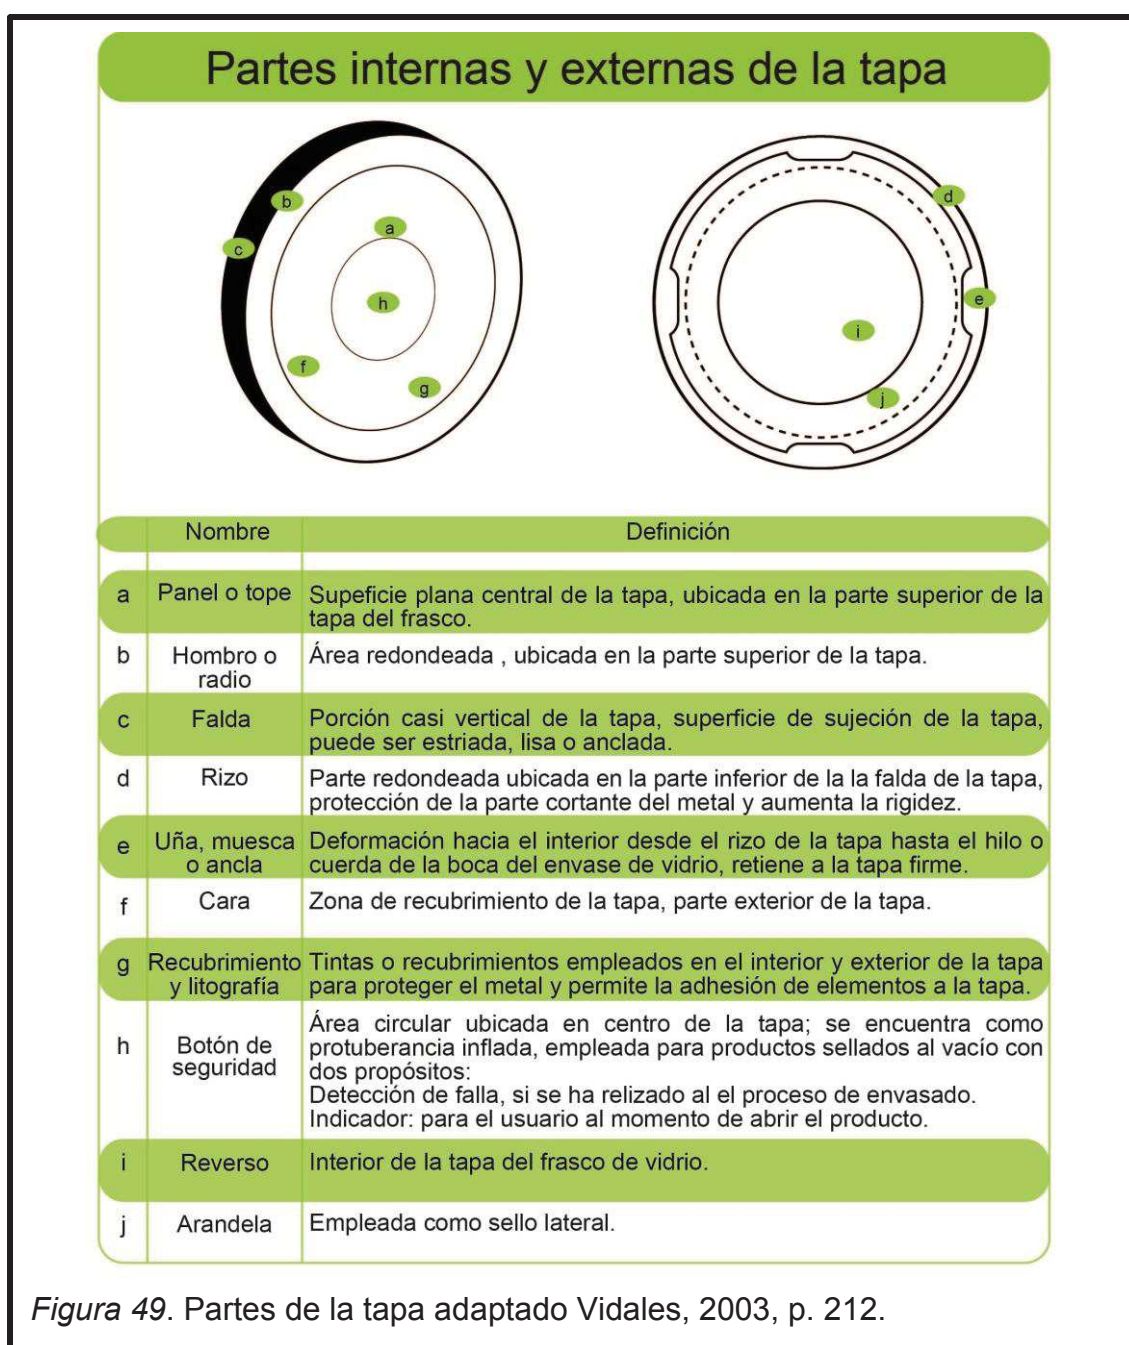 Partes internas y externas de la tapa
b
a
c
h
f
g
d
e
i
j
Nombre Definición
a Panel o tope Supeficie plana central de la tapa, ubicada en la parte superior de la
tapa del frasco.
b Hombro o Área redondeada , ubicada en la parte superior de la tapa.
radio
c Falda Porción casi vertical de la tapa, superficie de sujeción de la tapa,
puede ser estriada, lisa o anclada.
d Rizo Parte redondeada ubicada en la parte inferior de la la falda de la tapa,
protección de la parte cortante del metal y aumenta la rigidez.
e Uña, muesca Deformación hacia el interior desde el rizo de la tapa hasta el hilo o
o ancla cuerda de la boca del envase de vidrio, retiene a la tapa firme.
f Cara Zona de recubrimiento de la tapa, parte exterior de la tapa.
g Recubrimiento Tintas o recubrimientos empleados en el interior y exterior de la tapa
y litografía para proteger el metal y permite la adhesión de elementos a la tapa.
Área circular ubicada en centro de la tapa; se encuentra como
h Botón de protuberancia inflada, empleada para productos sellados al vacío con
seguridad dos propósitos:
Detección de falla, si se ha relizado al el proceso de envasado.
Indicador: para el usuario al momento de abrir el producto.
i Reverso Interior de la tapa del frasco de vidrio.
j Arandela Empleada como sello lateral.
Figura 49. Partes de la tapa adaptado Vidales, 2003, p. 212.